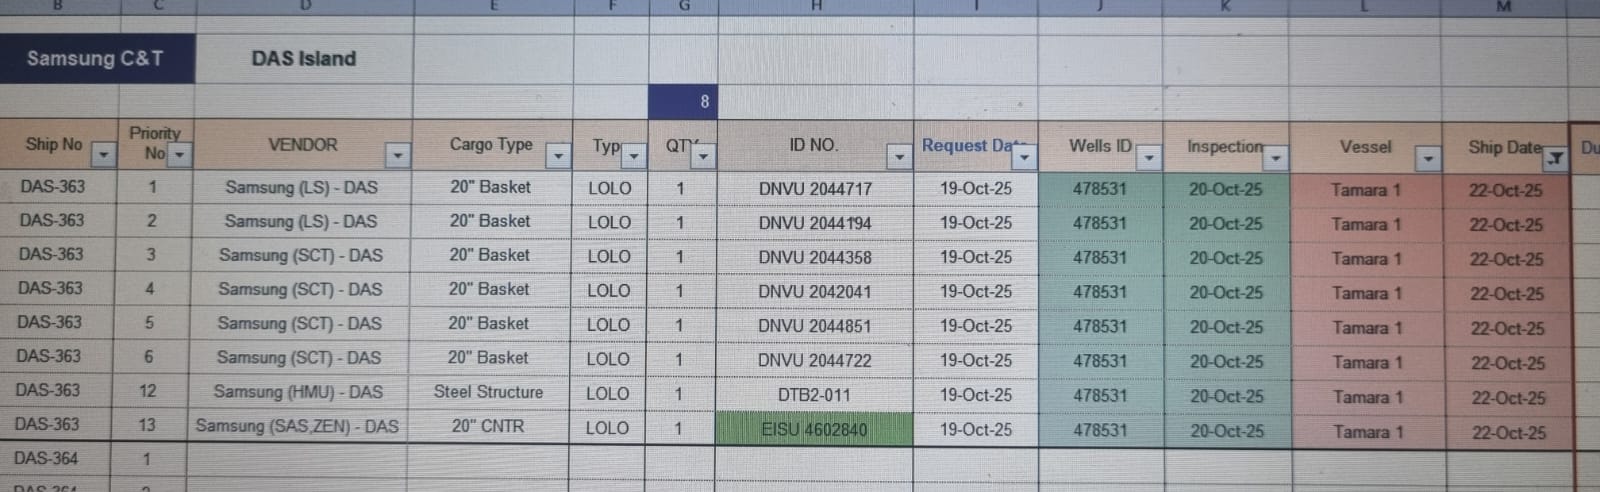 B C D E F G H I J K L M
Samsung C&T DAS Island
8
Ship No Priority No VENDOR Cargo Type Typ QTY ID NO. Request Da Wells ID Inspection Vessel Ship Date Du
DAS-363 1 Samsung (LS) - DAS 20" Basket LOLO 1 DNVU 2044717 19-Oct-25 478531 20-Oct-25 Tamara 1 22-Oct-25
DAS-363 2 Samsung (LS) - DAS 20" Basket LOLO 1 DNVU 2044194 19-Oct-25 478531 20-Oct-25 Tamara 1 22-Oct-25
DAS-363 3 Samsung (SCT) - DAS 20" Basket LOLO 1 DNVU 2044358 19-Oct-25 478531 20-Oct-25 Tamara 1 22-Oct-25
DAS-363 4 Samsung (SCT) - DAS 20" Basket LOLO 1 DNVU 2042041 19-Oct-25 478531 20-Oct-25 Tamara 1 22-Oct-25
DAS-363 5 Samsung (SCT) - DAS 20" Basket LOLO 1 DNVU 2044851 19-Oct-25 478531 20-Oct-25 Tamara 1 22-Oct-25
DAS-363 6 Samsung (SCT) - DAS 20" Basket LOLO 1 DNVU 2044722 19-Oct-25 478531 20-Oct-25 Tamara 1 22-Oct-25
DAS-363 12 Samsung (HMU) - DAS Steel Structure LOLO 1 DTB2-011 19-Oct-25 478531 20-Oct-25 Tamara 1 22-Oct-25
DAS-363 13 Samsung (SAS,ZEN) - DAS 20" CNTR LOLO 1 EISU 4602840 19-Oct-25 478531 20-Oct-25 Tamara 1 22-Oct-25
DAS-364 1